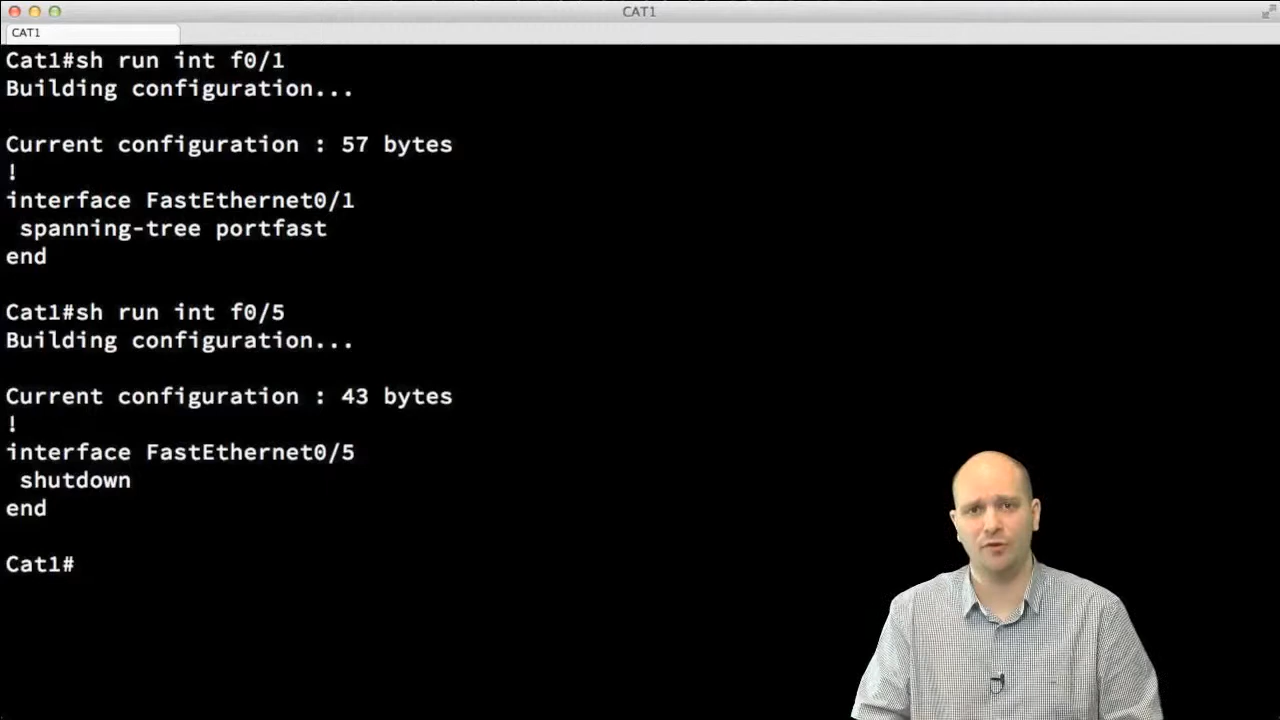 CAT1
CAT1
Cat1#sh run int f0/1
Building configuration...
Current configuration : 57 bytes
!
interface FastEthernet0/1
 spanning-tree portfast
end
Cat1#sh run int f0/5
Building configuration...
Current configuration : 43 bytes
!
interface FastEthernet0/5
 shutdown
end
Cat1#